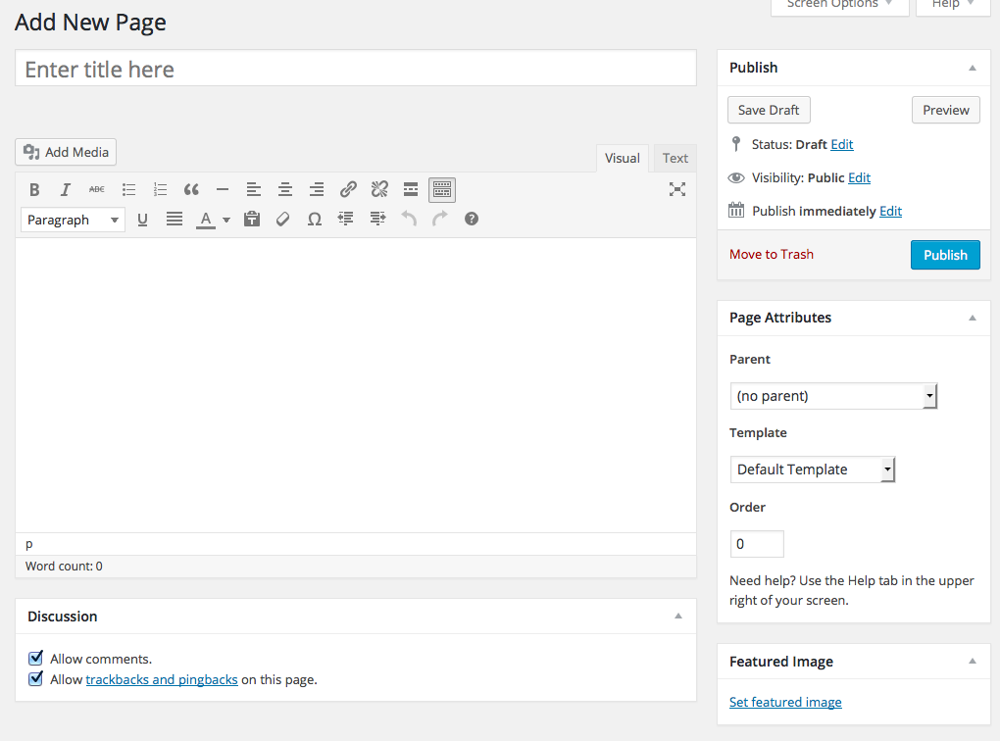 Screen Options
Help
Add New Page
Enter title here
Add Media
Visual
Text
B I ABC
Paragraph
U A T Ω ?
p
Word count: 0
Discussion
Allow comments.
Allow trackbacks and pingbacks on this page.
Publish
Save Draft
Preview
Status: Draft Edit
Visibility: Public Edit
Publish immediately Edit
Move to Trash
Publish
Page Attributes
Parent
(no parent)
Template
Default Template
Order
0
Need help? Use the Help tab in the upper
right of your screen.
Featured Image
Set featured image